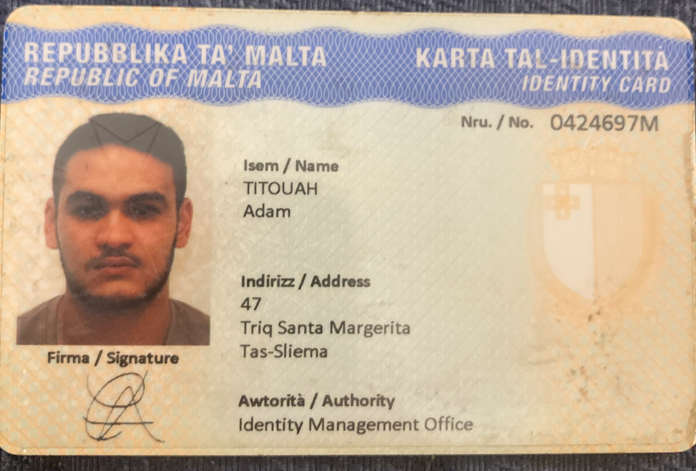 REPUBBLIKA TA' MALTA
REPUBLIC OF MALTA
KARTA TAL-IDENTITÀ
IDENTITY CARD
Nru. / No. 0424697M
Isem / Name
TITOUAH
Adam
Indirizz / Address
47
Triq Santa Margerita
Tas-Sliema
Firma / Signature
Awtorità / Authority
Identity Management Office